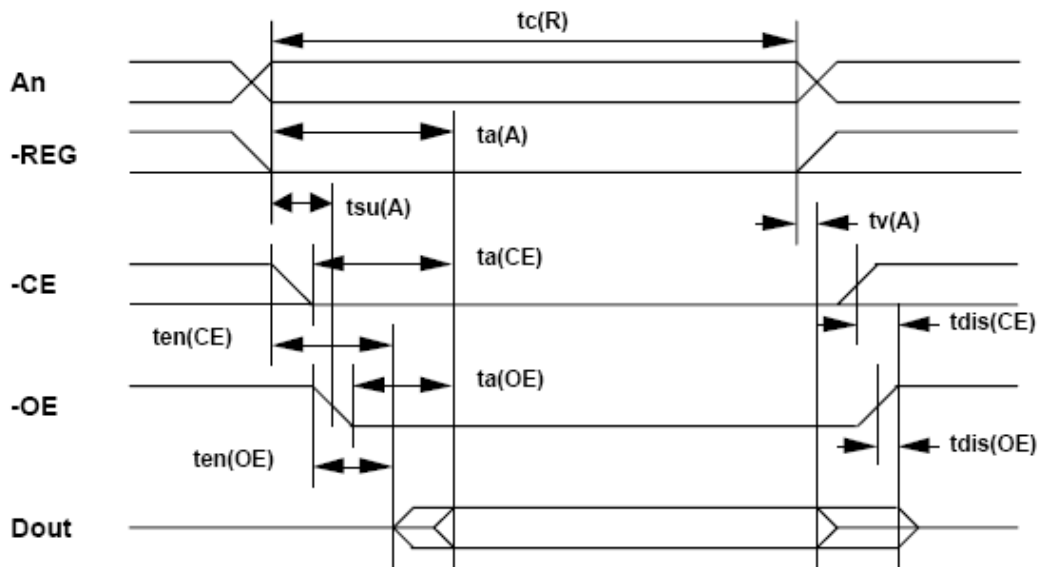 tc(R)
An
ta(A)
-REG
tsu(A)
tv(A)
ta(CE)
-CE
ten(CE)
tdis(CE)
ta(OE)
-OE
ten(OE)
tdis(OE)
Dout